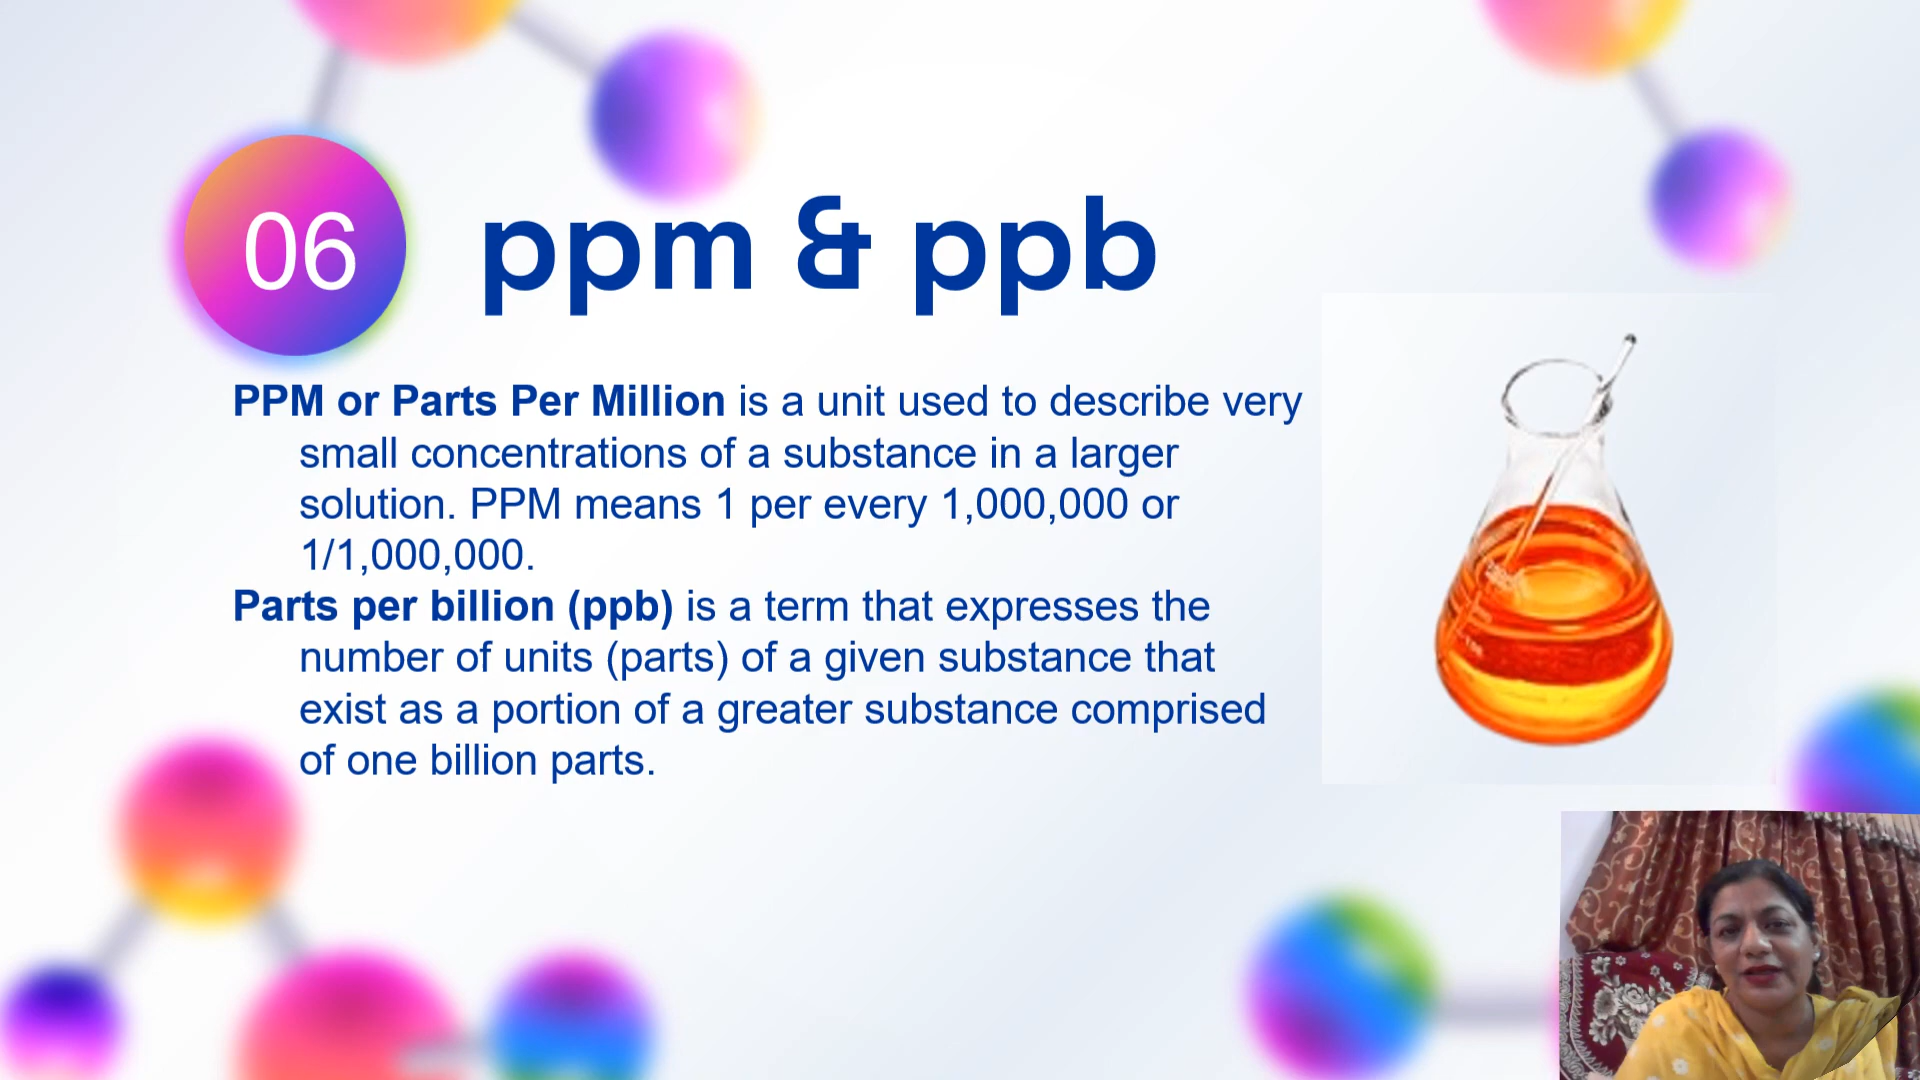 06
ppm & ppb
PPM or Parts Per Million is a unit used to describe very
small concentrations of a substance in a larger
solution. PPM means 1 per every 1,000,000 or
1/1,000,000.
Parts per billion (ppb) is a term that expresses the
number of units (parts) of a given substance that
exist as a portion of a greater substance comprised
of one billion parts.